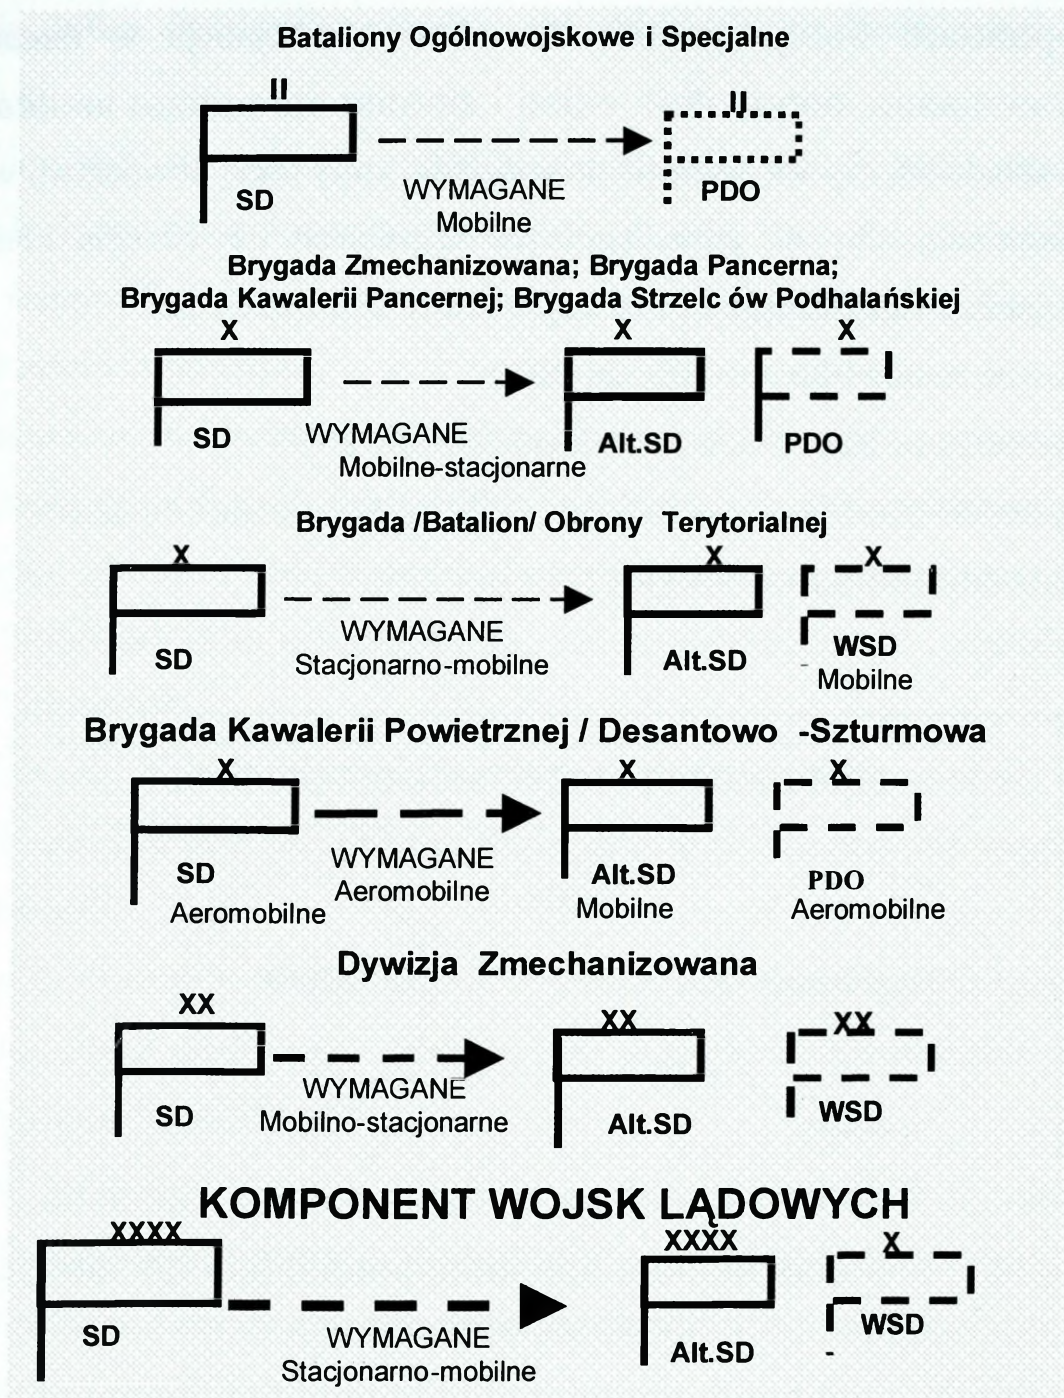 Bataliony Ogólnowojskowe i Specjalne
II
II
SD
WYMAGANE
Mobilne
PDO
Brygada Zmechanizowana; Brygada Pancerna;
Brygada Kawalerii Pancernej; Brygada Strzelc ów Podhalańskiej
X
X
X
SD
WYMAGANE
Mobilne-stacjonarne
Alt.SD
PDO
Brygada /Batalion/ Obrony Terytorialnej
X
X
X
SD
WYMAGANE
Stacjonarno-mobilne
Alt.SD
WSD
Mobilne
Brygada Kawalerii Powietrznej / Desantowo -Szturmowa
X
X
X
SD
Aeromobilne
WYMAGANE
Aeromobilne
Alt.SD
Mobilne
PDO
Aeromobilne
Dywizja Zmechanizowana
XX
XX
XX
SD
WYMAGANE
Mobilno-stacjonarne
Alt.SD
WSD
KOMPONENT WOJSK LĄDOWYCH
XXXX
XXXX
X
SD
WYMAGANE
Stacjonarno-mobilne
Alt.SD
WSD